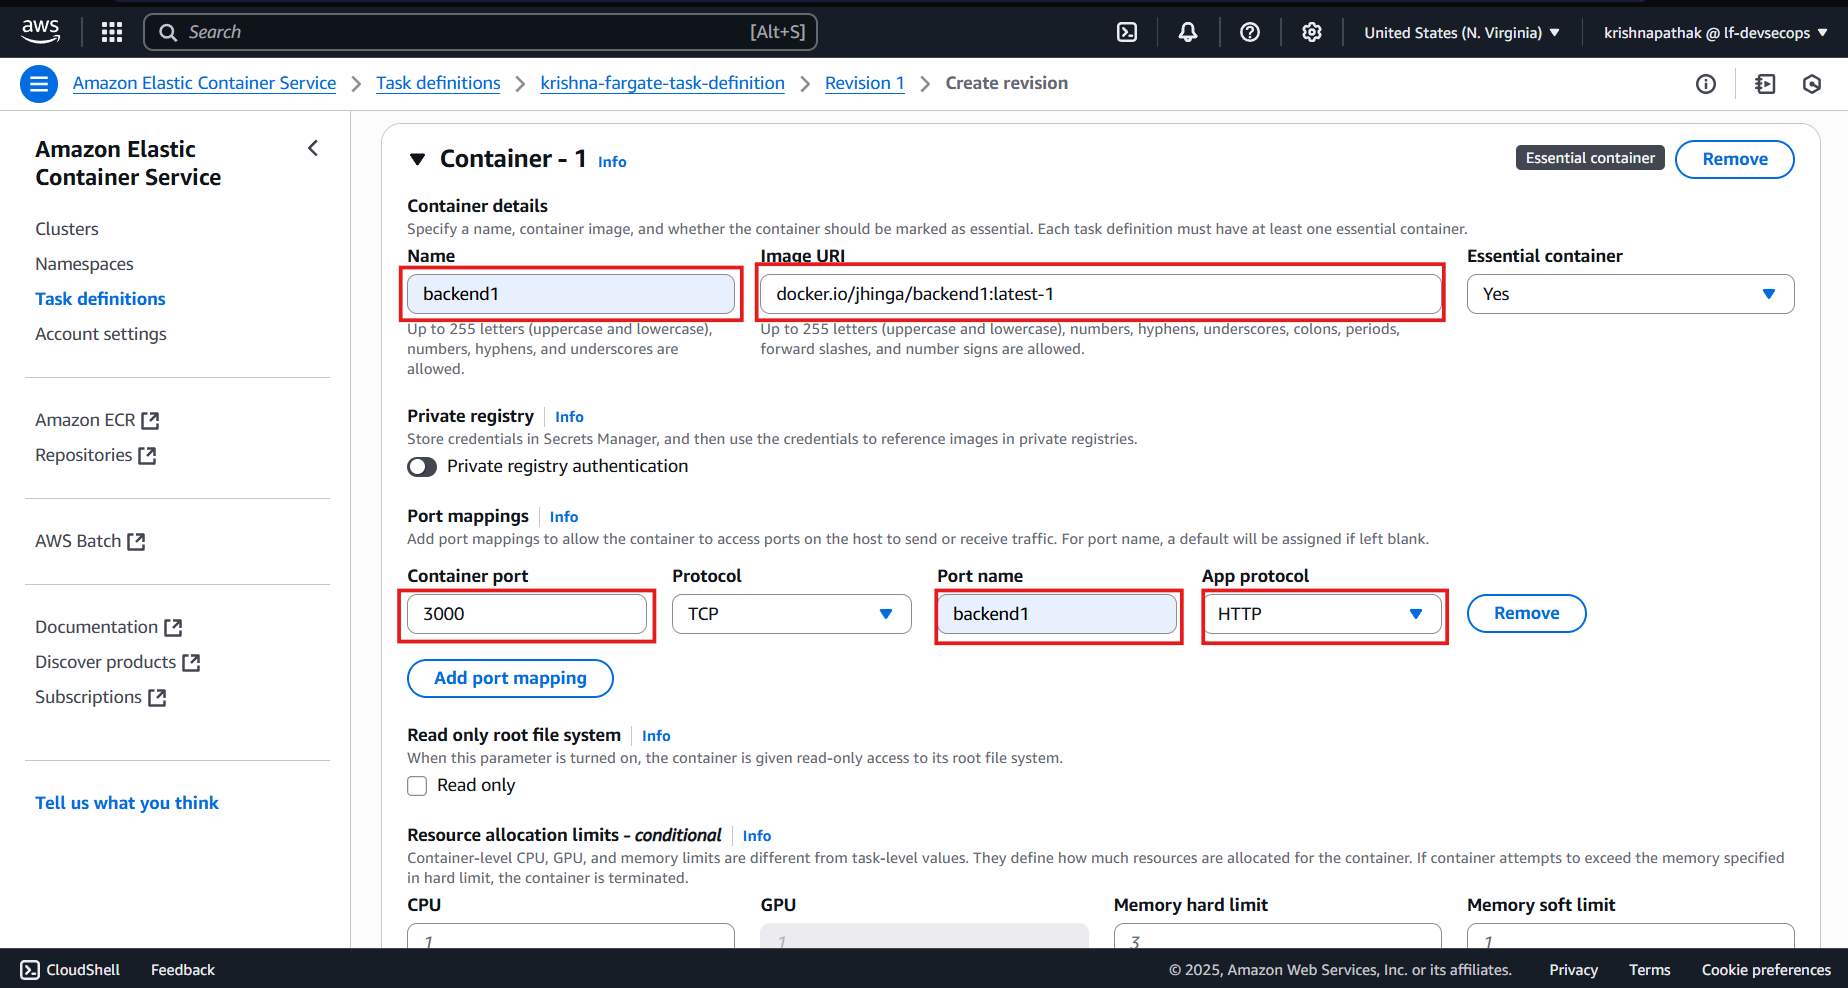 aws
Search
[Alt+S]
United States (N. Virginia)
krishnapathak @ lf-devsecops
Amazon Elastic Container Service
Task definitions
krishna-fargate-task-definition
Revision 1
Create revision
Amazon Elastic
Container Service
Clusters
Namespaces
Task definitions
Account settings
Amazon ECR
Repositories
AWS Batch
Documentation
Discover products
Subscriptions
Tell us what you think
Container - 1 Info
Essential container
Remove
Container details
Specify a name, container image, and whether the container should be marked as essential. Each task definition must have at least one essential container.
Name
Image URI
Essential container
backend1
docker.io/jhinga/backend1:latest-1
Yes
Up to 255 letters (uppercase and lowercase),
numbers, hyphens, and underscores are
allowed.
Up to 255 letters (uppercase and lowercase), numbers, hyphens, underscores, colons, periods,
forward slashes, and number signs are allowed.
Private registry
Info
Store credentials in Secrets Manager, and then use the credentials to reference images in private registries.
Private registry authentication
Port mappings
Info
Add port mappings to allow the container to access ports on the host to send or receive traffic. For port name, a default will be assigned if left blank.
Container port
Protocol
Port name
App protocol
3000
TCP
backend1
HTTP
Remove
Add port mapping
Read only root file system
Info
When this parameter is turned on, the container is given read-only access to its root file system.
Read only
Resource allocation limits - conditional
Info
Container-level CPU, GPU, and memory limits are different from task-level values. They define how much resources are allocated for the container. If container attempts to exceed the memory specified
in hard limit, the container is terminated.
CPU
GPU
Memory hard limit
Memory soft limit
1
1
3
1
CloudShell
Feedback
© 2025, Amazon Web Services, Inc. or its affiliates.
Privacy
Terms
Cookie preferences